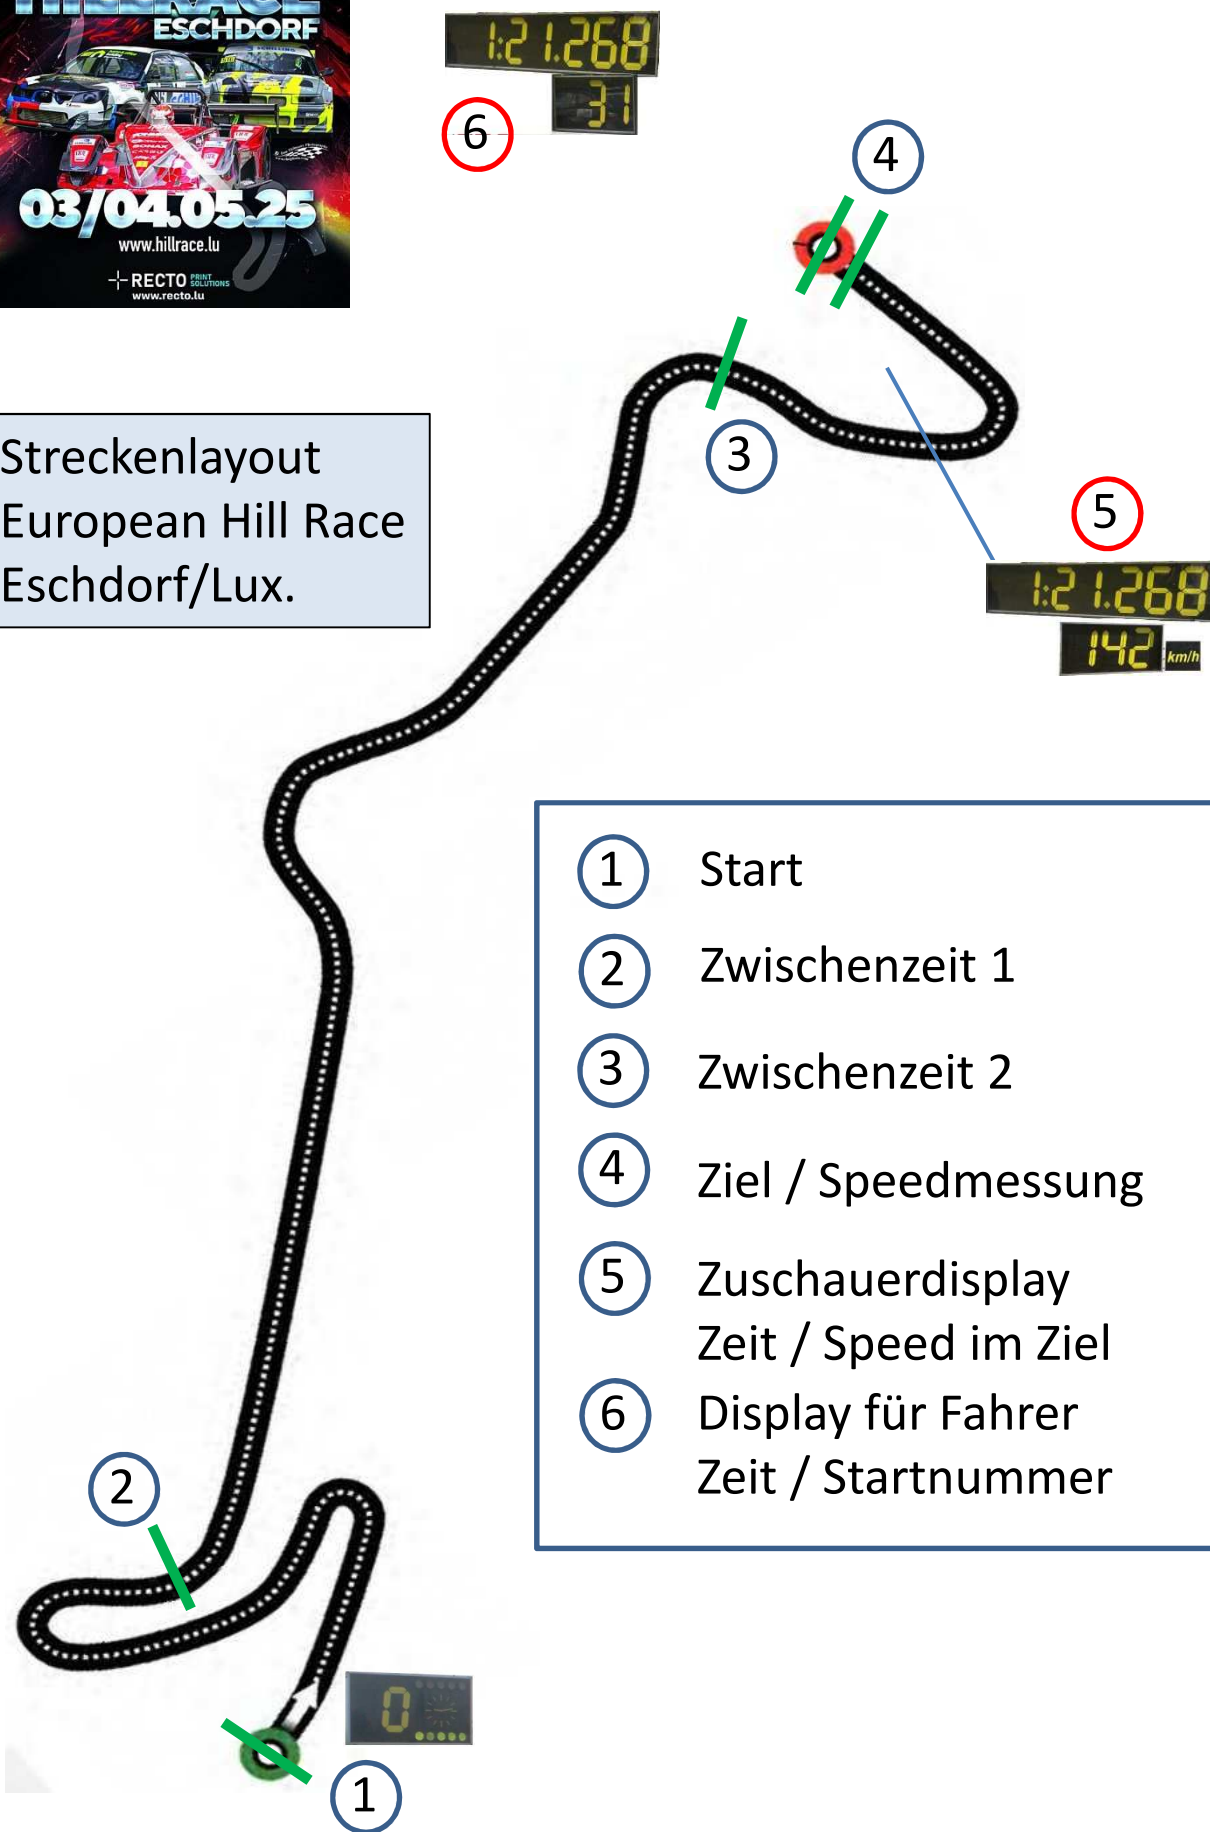 HILLRACE
ESCHDORF
03/04.05.25
www.hillrace.lu
RECTO PRINT SOLUTIONS
www.recto.lu
1:21.268
31
6
4
3
5
1:21.268
142 km/h
Streckenlayout
European Hill Race
Eschdorf/Lux.
1 Start
2 Zwischenzeit 1
3 Zwischenzeit 2
4 Ziel / Speedmessung
5 Zuschauerdisplay
Zeit / Speed im Ziel
6 Display für Fahrer
Zeit / Startnummer
2
0
1